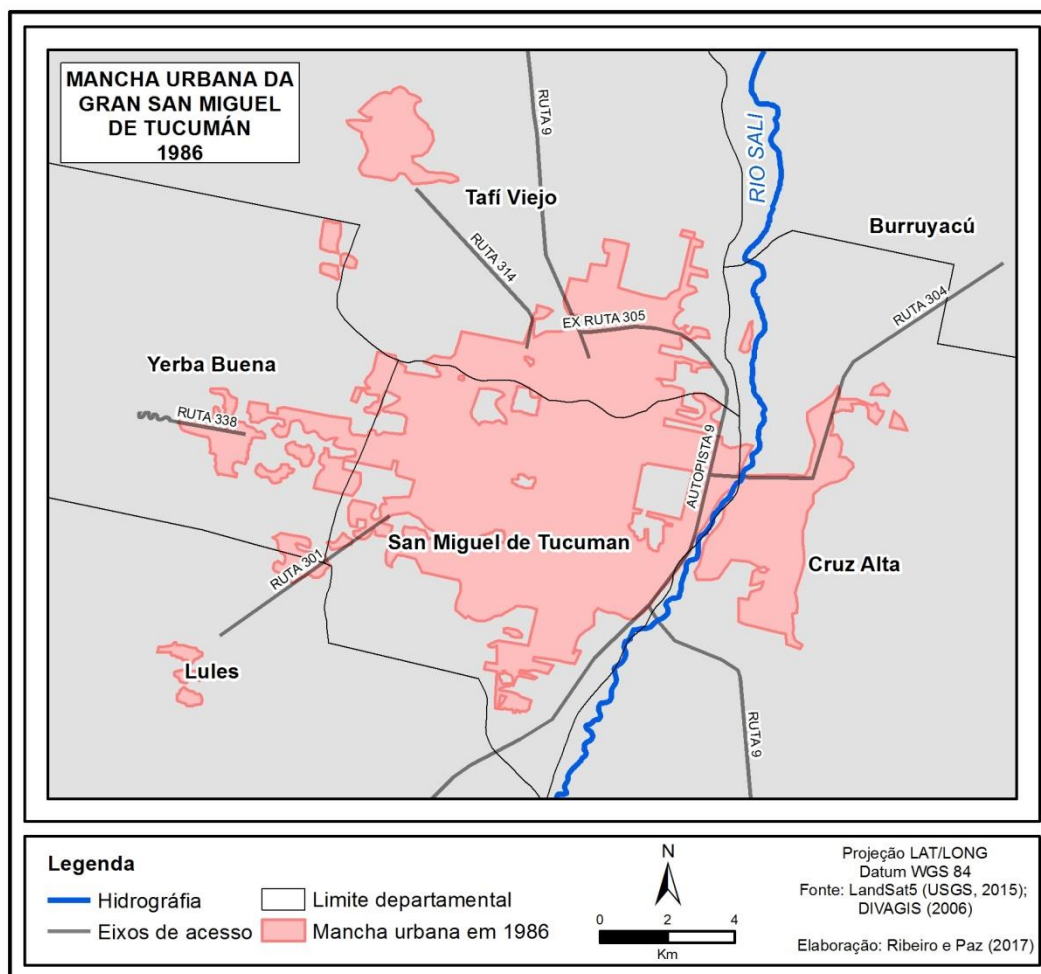 MANCHA URBANA DA
GRAN SAN MIGUEL
DE TUCUMÁN
1986
RUTA 9
RIO SALI
Tafí Viejo
Burruyacú
RUTA 314
RUTA 304
EX RUTA 305
Yerba Buena
RUTA 338
AUTOPISTA 9
San Miguel de Tucuman
RUTA 301
Cruz Alta
Lules
RUTA 9
Legenda
Hidrográfia
Limite departamental
Eixos de acesso
Mancha urbana em 1986
N
0 2 4
Km
Projeção LAT/LONG
Datum WGS 84
Fonte: LandSat5 (USGS, 2015);
DIVAGIS (2006)
Elaboração: Ribeiro e Paz (2017)